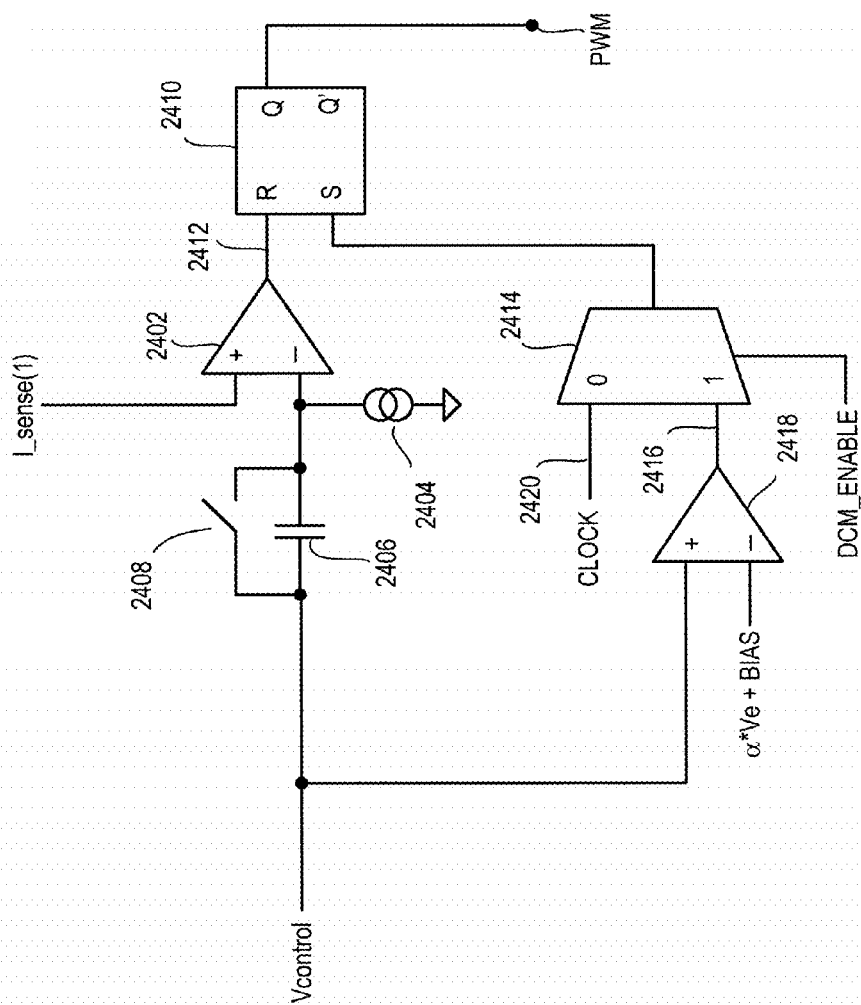 I_sense(1)
2402
+
−
2412
2410
R
Q
S
Q'
PWM
2408
2406
2404
Vcontrol
2414
0
1
2420
CLOCK
2416
2418
+
−
α*Ve + BIAS
DCM_ENABLE